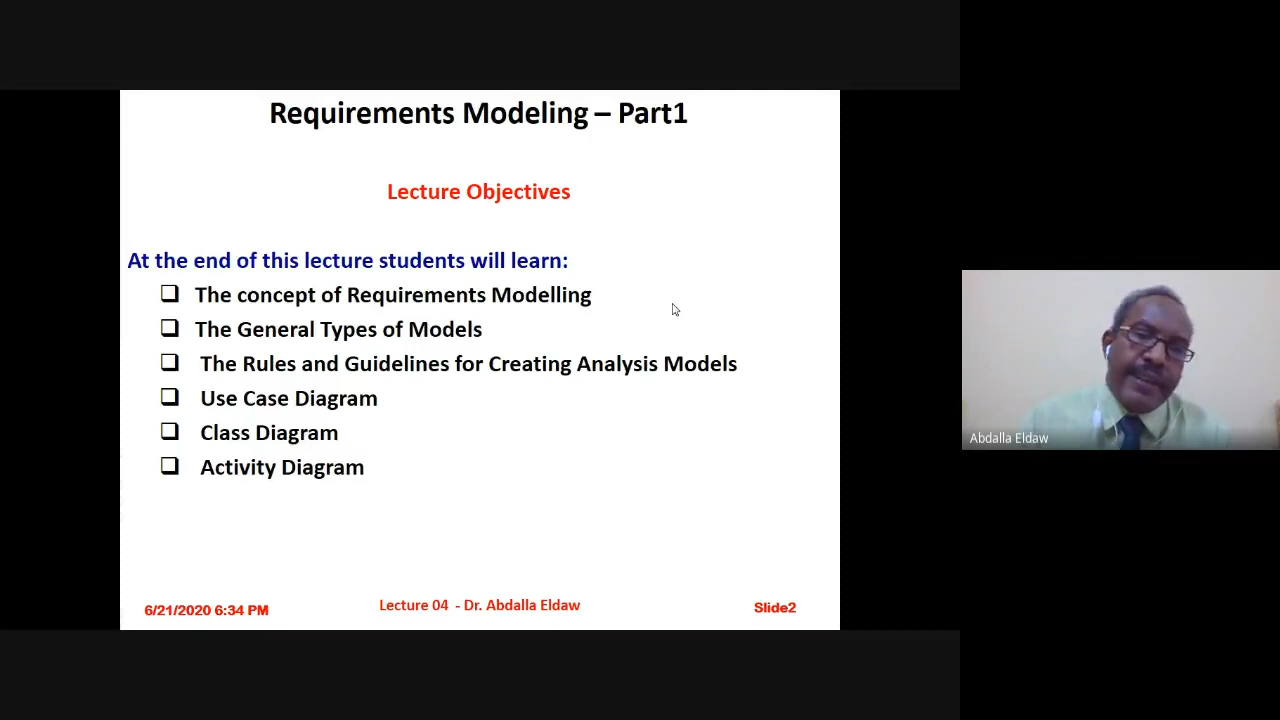 Requirements Modeling – Part1
Lecture Objectives
At the end of this lecture students will learn:
❑ The concept of Requirements Modelling
❑ The General Types of Models
❑ The Rules and Guidelines for Creating Analysis Models
❑ Use Case Diagram
❑ Class Diagram
❑ Activity Diagram
6/21/2020 6:34 PM
Lecture 04 - Dr. Abdalla Eldaw
Slide2
Abdalla Eldaw